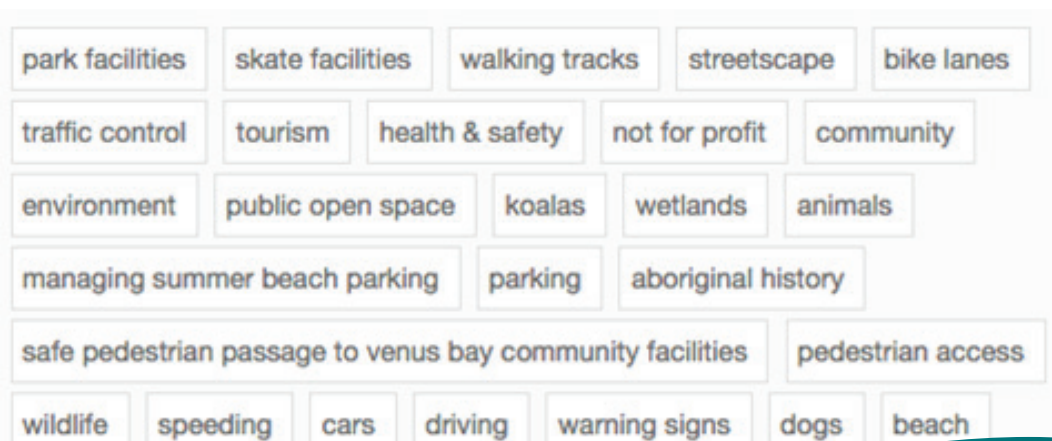 park facilities skate facilities walking tracks streetscape bike lanes
traffic control tourism health & safety not for profit community
environment public open space koalas wetlands animals
managing summer beach parking parking aboriginal history
safe pedestrian passage to venus bay community facilities pedestrian access
wildlife speeding cars driving warning signs dogs beach